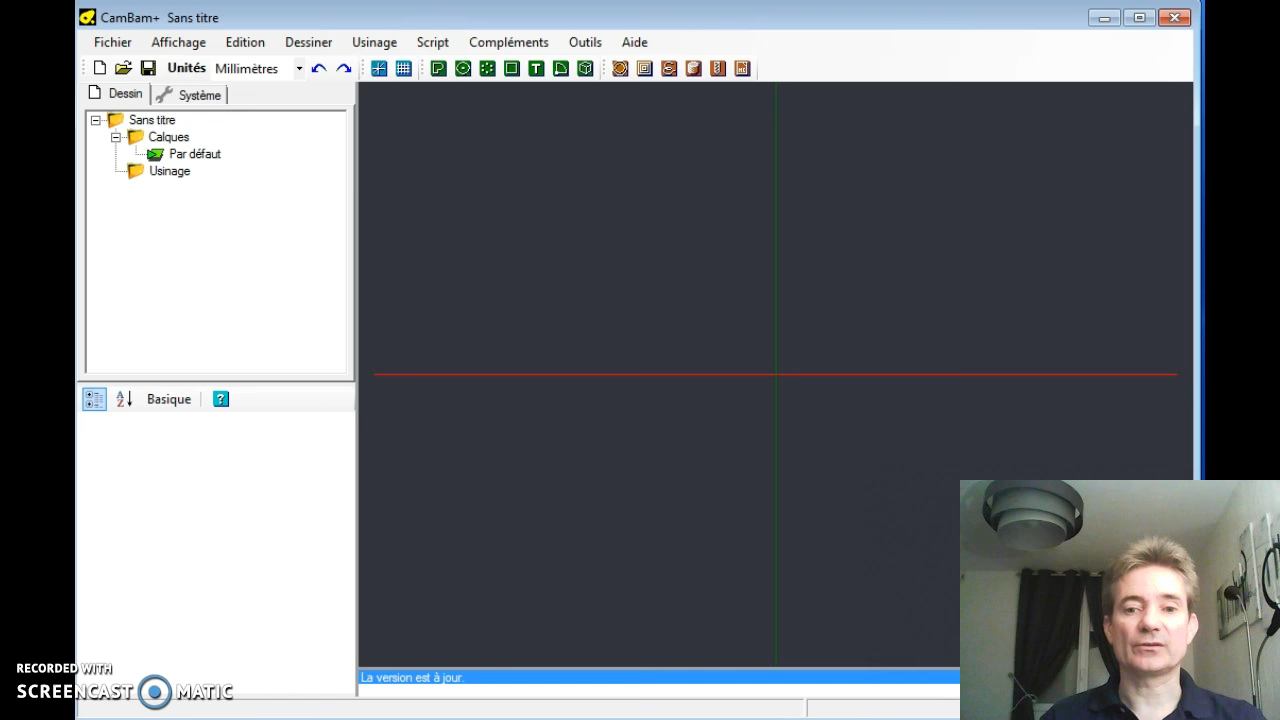 CamBam+ Sans titre
Fichier Affichage Edition Dessiner Usinage Script Compléments Outils Aide
Unités Millimètres
Dessin Système
Sans titre
Calques
Par défaut
Usinage
Basique
La version est à jour.
RECORDED WITH
SCREENCAST MATIC